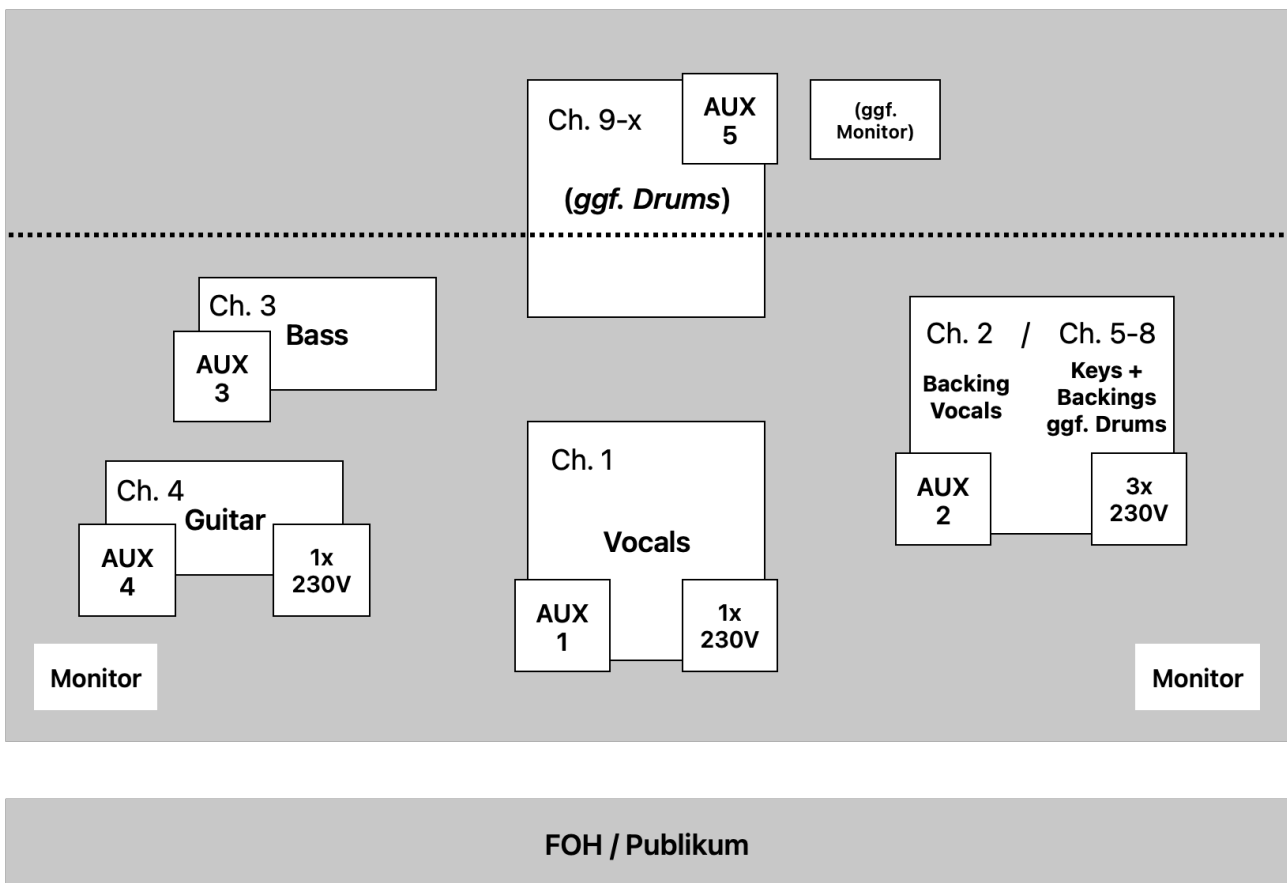 Ch. 9-x
AUX
5
(ggf.
Monitor)
(ggf. Drums)
Ch. 3
Bass
AUX
3
Ch. 2 / Ch. 5-8
Backing
Vocals
Keys +
Backings
ggf. Drums
AUX
2
3x
230V
Ch. 4
Guitar
AUX
4
1x
230V
Ch. 1
Vocals
AUX
1
1x
230V
Monitor
Monitor
FOH / Publikum